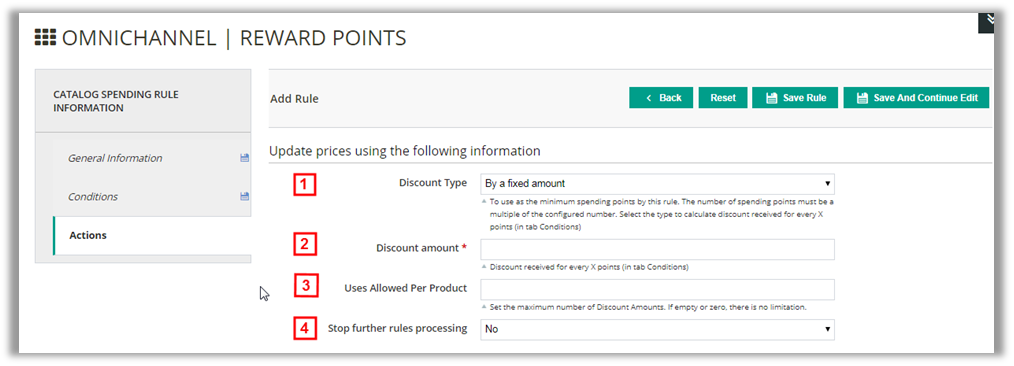 OMNICHANNEL | REWARD POINTS
CATALOG SPENDING RULE
INFORMATION
General Information
Conditions
Actions
Add Rule
Back
Reset
Save Rule
Save And Continue Edit
Update prices using the following information
1
Discount Type
By a fixed amount
To use as the minimum spending points by this rule. The number of spending points must be a
multiple of the configured number. Select the type to calculate discount received for every X
points (in tab Conditions)
2
Discount amount *
Discount received for every X points (in tab Conditions)
3
Uses Allowed Per Product
Set the maximum number of Discount Amounts. If empty or zero, there is no limitation.
4
Stop further rules processing
No